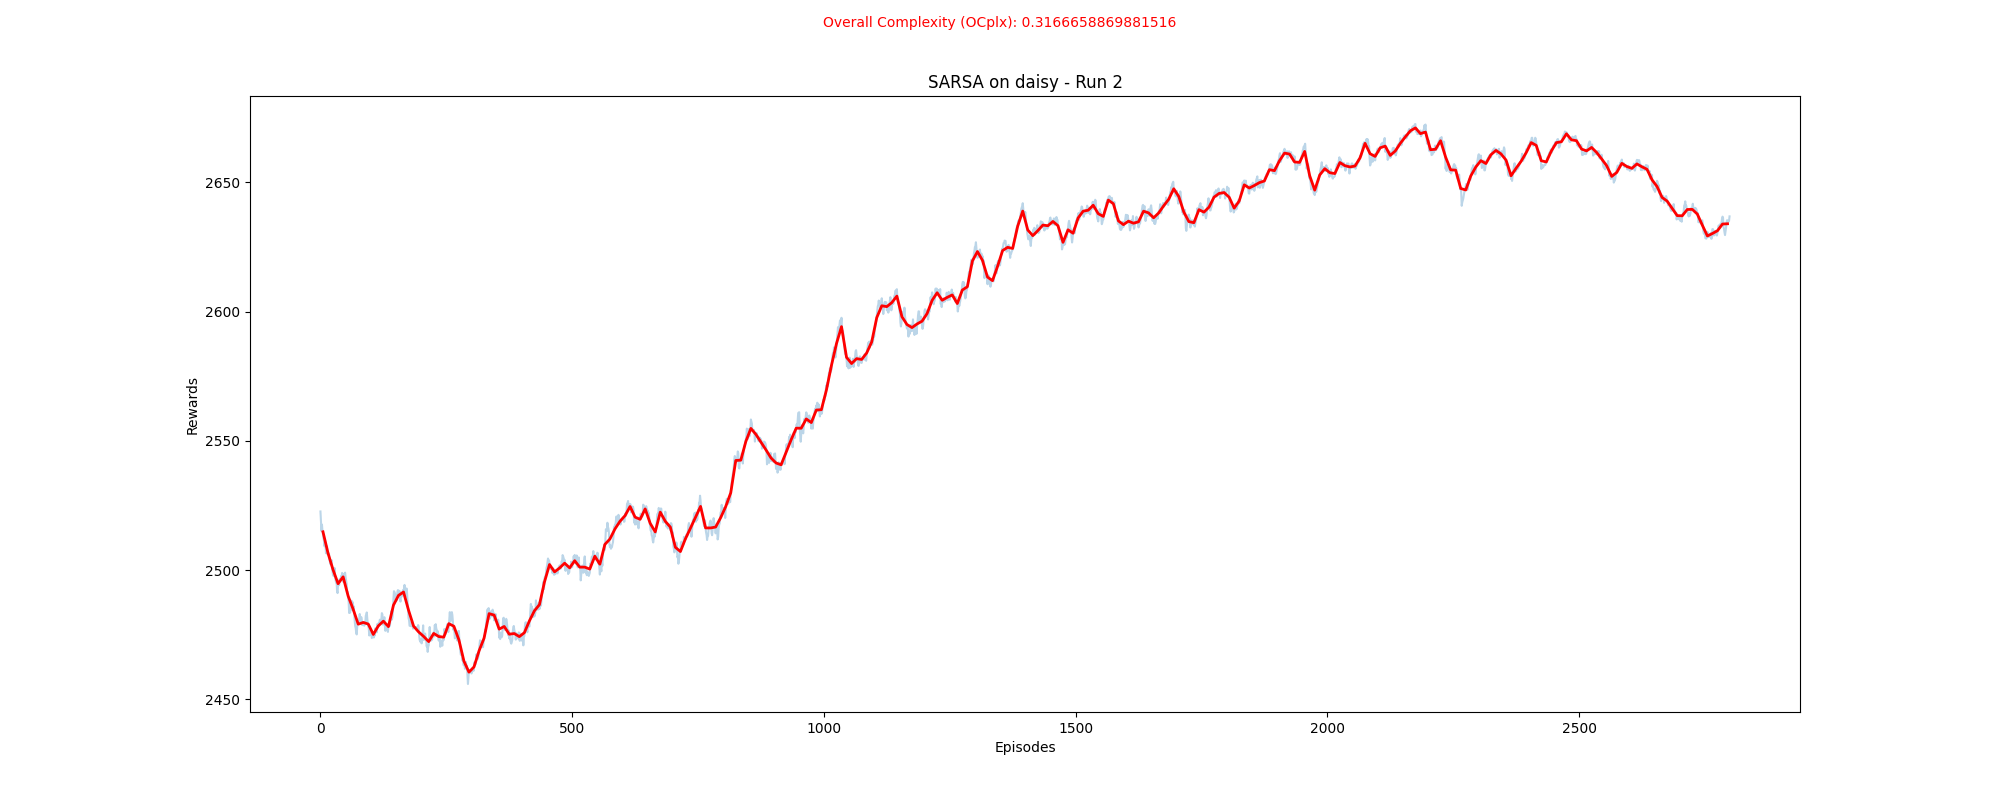 Overall Complexity (OCplx): 0.3166658869881516
SARSA on daisy - Run 2
Rewards
2650
2600
2550
2500
2450
0 500 1000 1500 2000 2500
Episodes